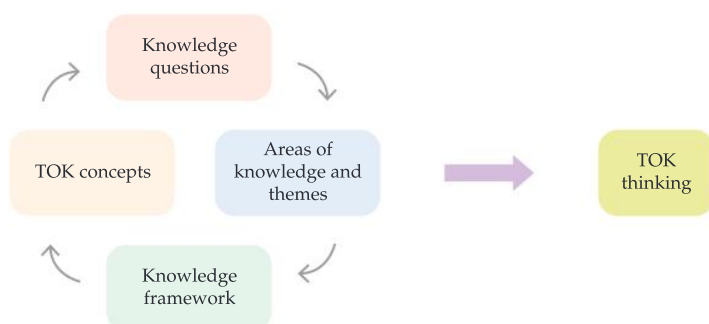 Knowledge
questions
TOK concepts
Areas of
knowledge and
themes
Knowledge
framework
TOK
thinking